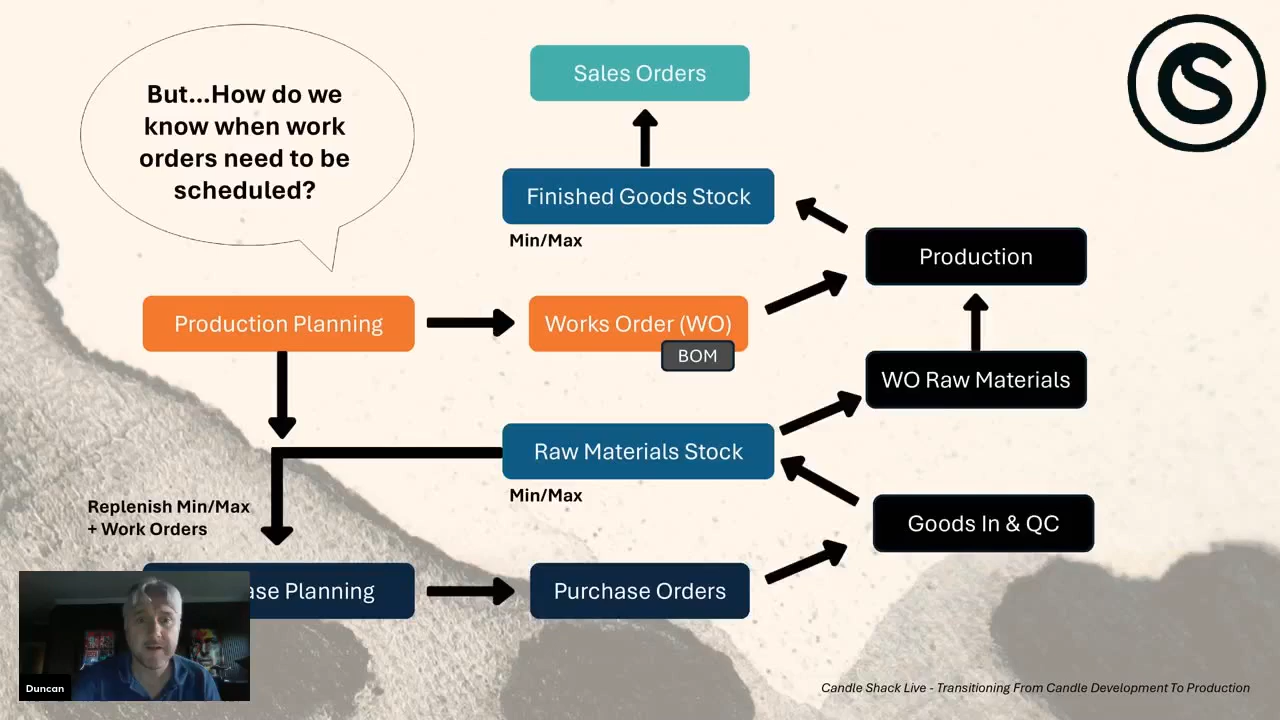 But...How do we
know when work
orders need to be
scheduled?
Sales Orders
Finished Goods Stock
Min/Max
Production
Production Planning
Works Order (WO)
BOM
WO Raw Materials
Raw Materials Stock
Min/Max
Replenish Min/Max
+ Work Orders
Goods In & QC
ase Planning
Purchase Orders
Duncan
Candle Shack Live - Transitioning From Candle Development To Production